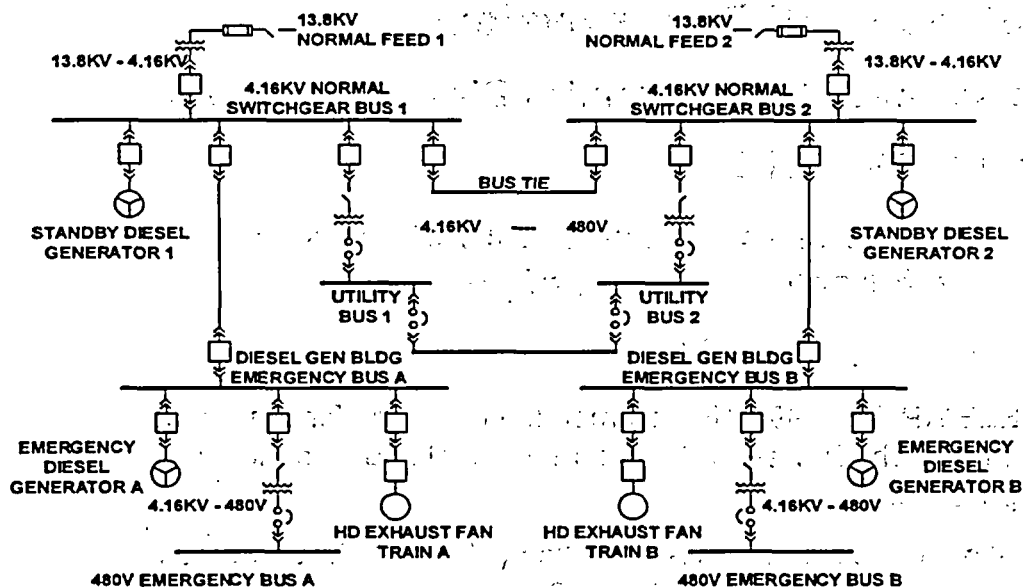 13.8KV
NORMAL FEED 1
13.8KV
NORMAL FEED 2
13.8KV - 4.16KV
13.8KV - 4.16KV
4.16KV NORMAL
SWITCHGEAR BUS 1
4.16KV NORMAL
SWITCHGEAR BUS 2
BUS TIE
STANDBY DIESEL
GENERATOR 1
4.16KV — 480V
STANDBY DIESEL
GENERATOR 2
UTILITY
BUS 1
UTILITY
BUS 2
DIESEL GEN BLDG
EMERGENCY BUS A
DIESEL GEN BLDG
EMERGENCY BUS B
EMERGENCY
DIESEL
GENERATOR A
4.16KV - 480V
HD EXHAUST FAN
TRAIN A
HD EXHAUST FAN
TRAIN B
4.16KV - 480V
EMERGENCY
DIESEL
GENERATOR B
480V EMERGENCY BUS A
480V EMERGENCY BUS B